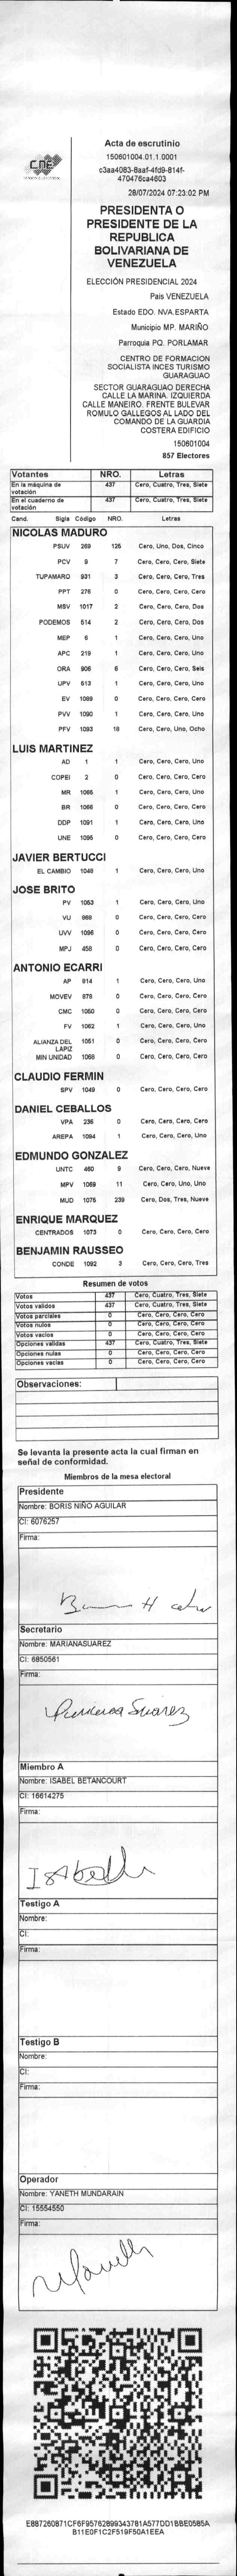 CNE
Acta de escrutinio
150601004.01.1.0001
c3aa4083-8aaf-4fd9-814f-
470476ca4603
28/07/2024 07:23:02 PM
PRESIDENTA O
PRESIDENTE DE LA
REPUBLICA
BOLIVARIANA DE
VENEZUELA
ELECCIÓN PRESIDENCIAL 2024
País VENEZUELA
Estado EDO. NVA.ESPARTA
Municipio MP. MARIÑO
Parroquia PQ. PORLAMAR
CENTRO DE FORMACION
SOCIALISTA INCES TURISMO
GUARAGUAO
SECTOR GUARAGUAO DERECHA
CALLE LA MARINA. IZQUIERDA
CALLE MANEIRO. FRENTE BULEVAR
ROMULO GALLEGOS AL LADO DEL
COMANDO DE LA GUARDIA
COSTERA EDIFICIO
150601004
857 Electores
Votantes NRO. Letras
En la máquina de votación 437 Cero, Cuatro, Tres, Siete
En el cuaderno de votación 437 Cero, Cuatro, Tres, Siete
Cand. Sigla Código NRO. Letras
NICOLAS MADURO
PSUV 269 125 Cero, Uno, Dos, Cinco
PCV 9 7 Cero, Cero, Cero, Siete
TUPAMARO 931 3 Cero, Cero, Cero, Tres
PPT 276 0 Cero, Cero, Cero, Cero
MSV 1017 2 Cero, Cero, Cero, Dos
PODEMOS 514 2 Cero, Cero, Cero, Dos
MEP 6 1 Cero, Cero, Cero, Uno
APC 219 1 Cero, Cero, Cero, Uno
ORA 906 6 Cero, Cero, Cero, Seis
UPV 513 1 Cero, Cero, Cero, Uno
EV 1089 0 Cero, Cero, Cero, Cero
PVV 1090 1 Cero, Cero, Cero, Uno
PFV 1093 18 Cero, Cero, Uno, Ocho
LUIS MARTINEZ
AD 1 1 Cero, Cero, Cero, Uno
COPEI 2 0 Cero, Cero, Cero, Cero
MR 1065 1 Cero, Cero, Cero, Uno
BR 1066 0 Cero, Cero, Cero, Cero
DDP 1091 1 Cero, Cero, Cero, Uno
UNE 1095 0 Cero, Cero, Cero, Cero
JAVIER BERTUCCI
EL CAMBIO 1048 1 Cero, Cero, Cero, Uno
JOSE BRITO
PV 1053 1 Cero, Cero, Cero, Uno
VU 868 0 Cero, Cero, Cero, Cero
UVV 1096 0 Cero, Cero, Cero, Cero
MPJ 458 0 Cero, Cero, Cero, Cero
ANTONIO ECARRI
AP 814 1 Cero, Cero, Cero, Uno
MOVEV 878 0 Cero, Cero, Cero, Cero
CMC 1050 0 Cero, Cero, Cero, Cero
FV 1062 1 Cero, Cero, Cero, Uno
ALIANZA DEL LAPIZ 1051 0 Cero, Cero, Cero, Cero
MIN UNIDAD 1068 0 Cero, Cero, Cero, Cero
CLAUDIO FERMIN
SPV 1049 0 Cero, Cero, Cero, Cero
DANIEL CEBALLOS
VPA 236 0 Cero, Cero, Cero, Cero
AREPA 1094 1 Cero, Cero, Cero, Uno
EDMUNDO GONZALEZ
UNTC 460 9 Cero, Cero, Cero, Nueve
MPV 1069 11 Cero, Cero, Uno, Uno
MUD 1075 239 Cero, Dos, Tres, Nueve
ENRIQUE MARQUEZ
CENTRADOS 1073 0 Cero, Cero, Cero, Cero
BENJAMIN RAUSSEO
CONDE 1092 3 Cero, Cero, Cero, Tres
Resumen de votos
Votos 437 Cero, Cuatro, Tres, Siete
Votos validos 437 Cero, Cuatro, Tres, Siete
Votos parciales 0 Cero, Cero, Cero, Cero
Votos nulos 0 Cero, Cero, Cero, Cero
Votos vacios 0 Cero, Cero, Cero, Cero
Opciones validas 437 Cero, Cuatro, Tres, Siete
Opciones nulas 0 Cero, Cero, Cero, Cero
Opciones vacias 0 Cero, Cero, Cero, Cero
Observaciones:
Se levanta la presente acta la cual firman en
señal de conformidad.
Miembros de la mesa electoral
Presidente
Nombre: BORIS NIÑO AGUILAR
CI: 6076257
Firma:
Secretario
Nombre: MARIANASUAREZ
CI: 6850561
Firma:
Suarez
Miembro A
Nombre: ISABEL BETANCOURT
CI: 16614275
Firma:
Testigo A
Nombre:
CI:
Firma:
Testigo B
Nombre:
CI:
Firma:
Operador
Nombre: YANETH MUNDARAIN
CI: 15554550
Firma:
E887260871CF6F95762899343781A577DD1BBE0585A
B11E0F1C2F519F50A1EEA